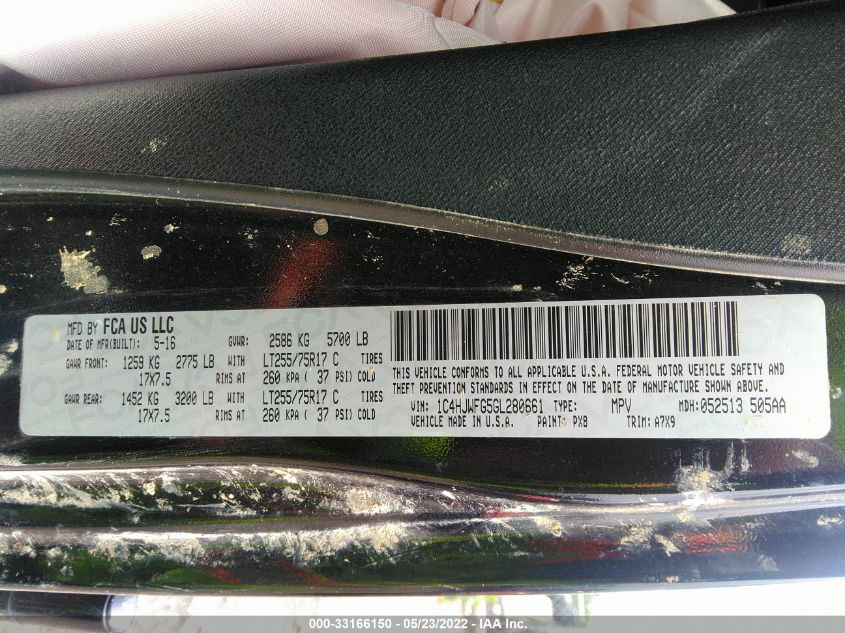 MFD BY FCA US LLC
DATE OF MFR(BUILT): 5-16 GVWR: 2586 KG 5700 LB
GAWR FRONT: 1259 KG 2775 LB WITH LT255/75R17 C TIRES
17X7.5 RIMS AT 260 KPA ( 37 PSI) COLD
GAWR REAR: 1452 KG 3200 LB WITH LT255/75R17 C TIRES
17X7.5 RIMS AT 260 KPA ( 37 PSI) COLD
THIS VEHICLE CONFORMS TO ALL APPLICABLE U.S.A. FEDERAL MOTOR VEHICLE SAFETY AND
THEFT PREVENTION STANDARDS IN EFFECT ON THE DATE OF MANUFACTURE SHOWN ABOVE.
VIN: 1C4HJWFG5GL280661 TYPE: MPV MDH: 052513 505AA
VEHICLE MADE IN U.S.A. PAINT: PX8 TRIM: A7X9
000-33166150 - 05/23/2022 - IAA Inc.